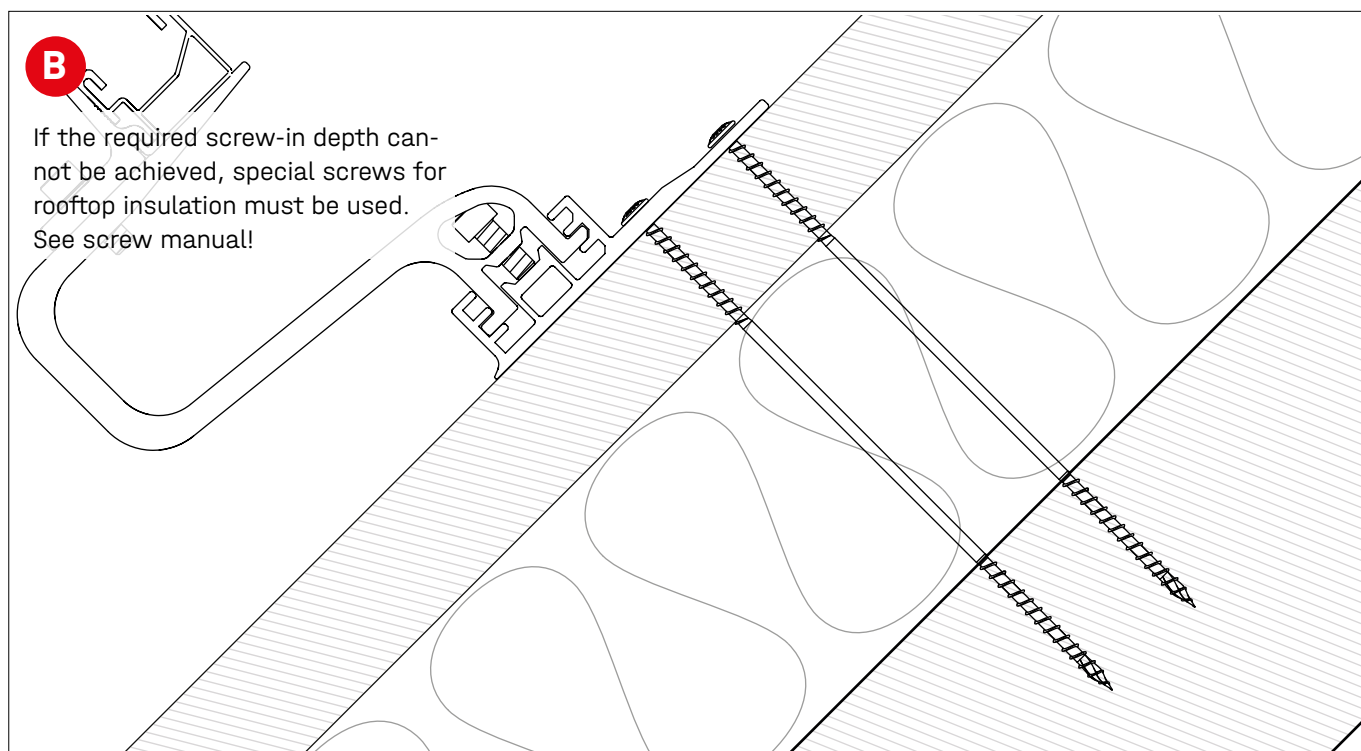 B
If the required screw-in depth can-
not be achieved, special screws for
rooftop insulation must be used.
See screw manual!